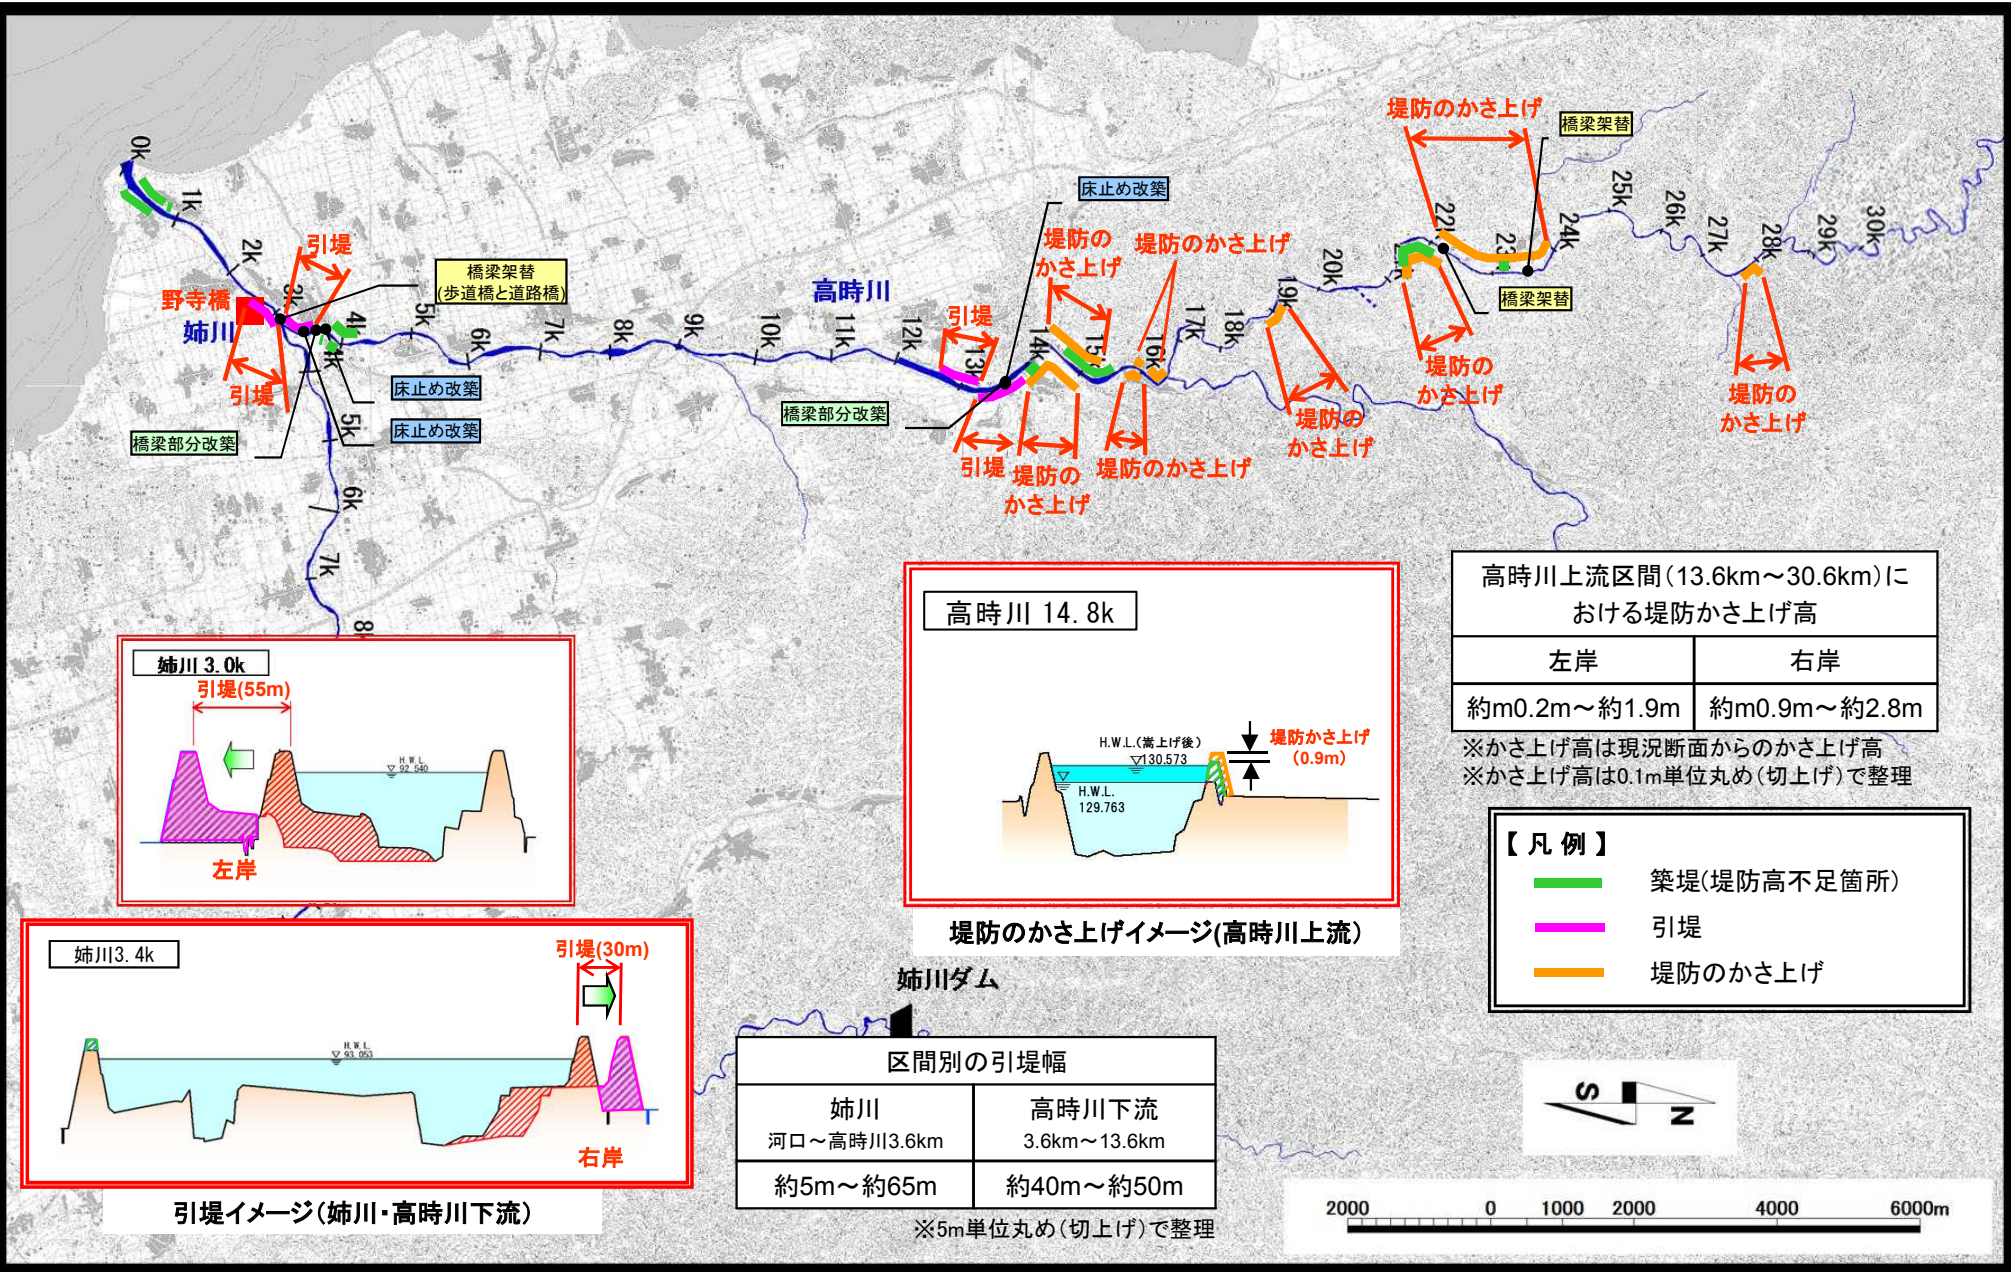 0k
1k
2k
3k
4k
5k
6k
7k
8k
9k
10k
11k
12k
13k
14k
16k
17k
18k
19k
20k
24k
25k
26k
27k
28k
29k
30k
4k
5k
6k
7k
引堤
橋梁架替
(歩道橋と道路橋)
野寺橋
姉川
引堤
床止め改築
床止め改築
橋梁部分改築
高時川
引堤
床止め改築
堤防の
かさ上げ
堤防のかさ上げ
橋梁部分改築
引堤
堤防の
かさ上げ
堤防のかさ上げ
堤防の
かさ上げ
堤防のかさ上げ
橋梁架替
橋梁架替
堤防の
かさ上げ
堤防の
かさ上げ
姉川 3.0k
引堤(55m)
H.W.L.
▽ 92.540
左岸
姉川3.4k
引堤(30m)
H.W.L.
▽ 93.053
右岸
引堤イメージ(姉川・高時川下流)
高時川 14.8k
H.W.L.(嵩上げ後)
▽130.573
堤防かさ上げ
(0.9m)
H.W.L.
129.763
堤防のかさ上げイメージ(高時川上流)
姉川ダム
区間別の引堤幅
姉川
河口～高時川3.6km
高時川下流
3.6km～13.6km
約5m～約65m
約40m～約50m
※5m単位丸め(切上げ)で整理
高時川上流区間(13.6km～30.6km)に
おける堤防かさ上げ高
左岸
右岸
約m0.2m～約1.9m
約m0.9m～約2.8m
※かさ上げ高は現況断面からのかさ上げ高
※かさ上げ高は0.1m単位丸め(切上げ)で整理
【 凡 例 】
築堤(堤防高不足箇所)
引堤
堤防のかさ上げ
S
N
2000 0 1000 2000 4000 6000m